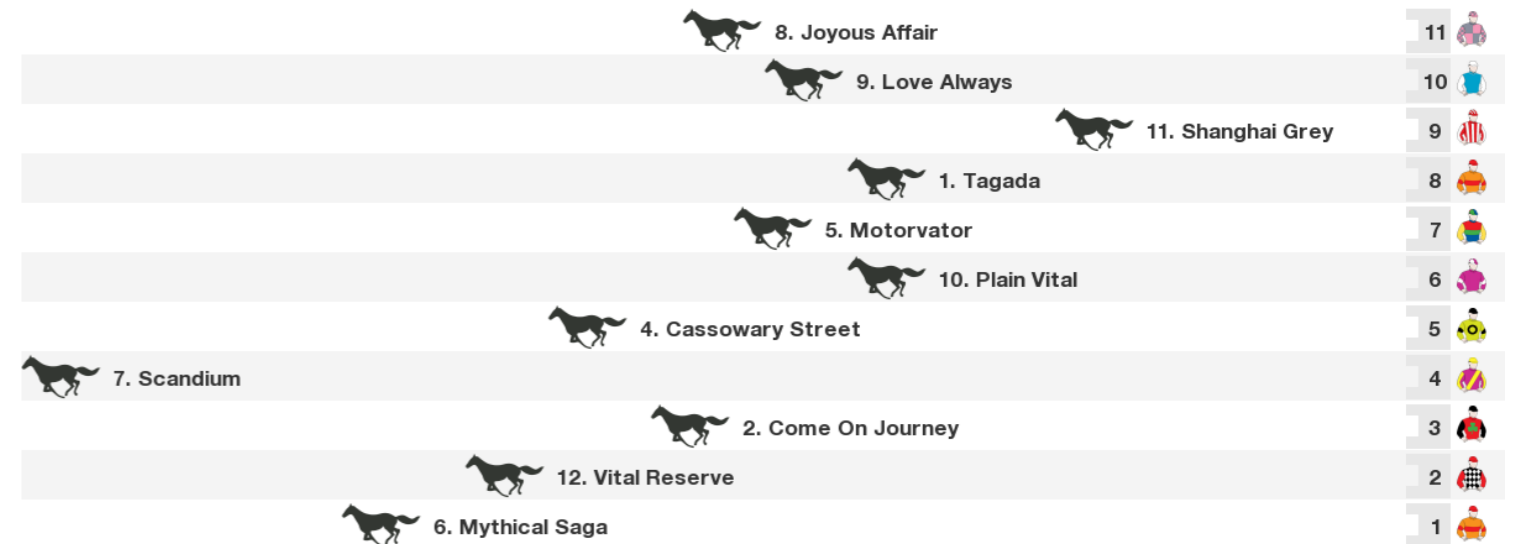 8. Joyous Affair 11
9. Love Always 10
11. Shanghai Grey 9
1. Tagada 8
5. Motorvator 7
10. Plain Vital 6
4. Cassowary Street 5
7. Scandium 4
2. Come On Journey 3
12. Vital Reserve 2
6. Mythical Saga 1